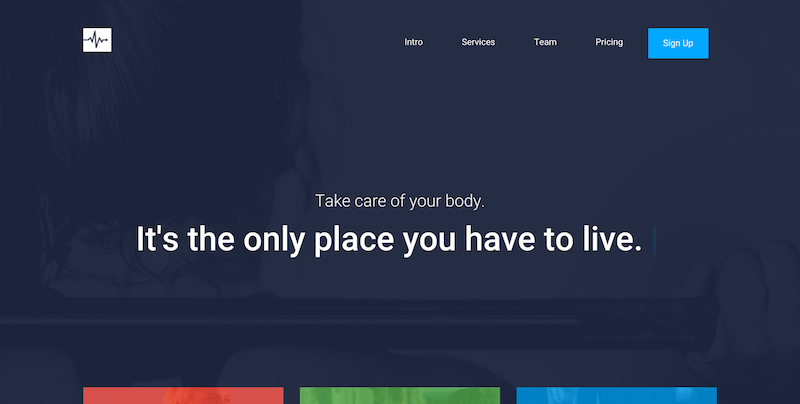 Intro
Services
Team
Pricing
Sign Up
Take care of your body.
It's the only place you have to live.